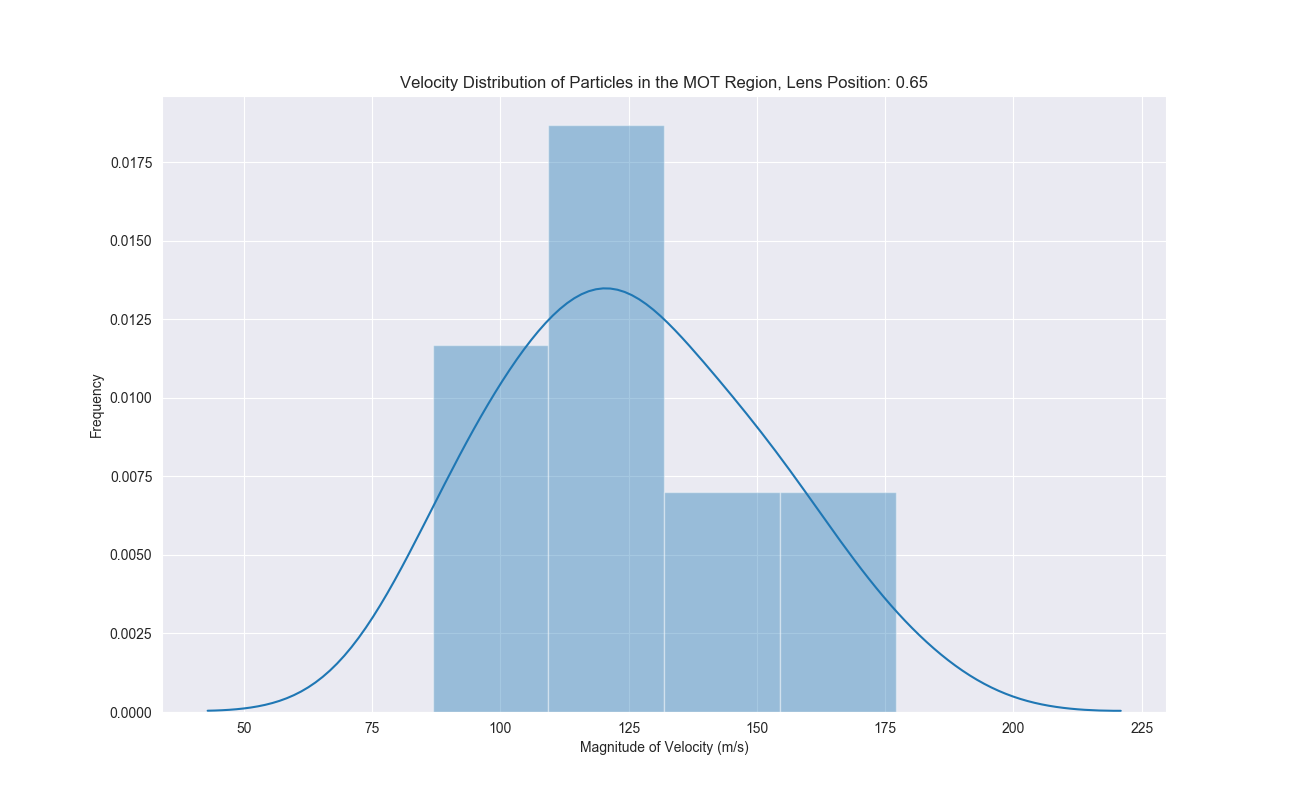 Velocity Distribution of Particles in the MOT Region, Lens Position: 0.65
0.0175
0.0150
0.0125
0.0100
0.0075
0.0050
0.0025
0.0000
Frequency
50 75 100 125 150 175 200 225
Magnitude of Velocity (m/s)